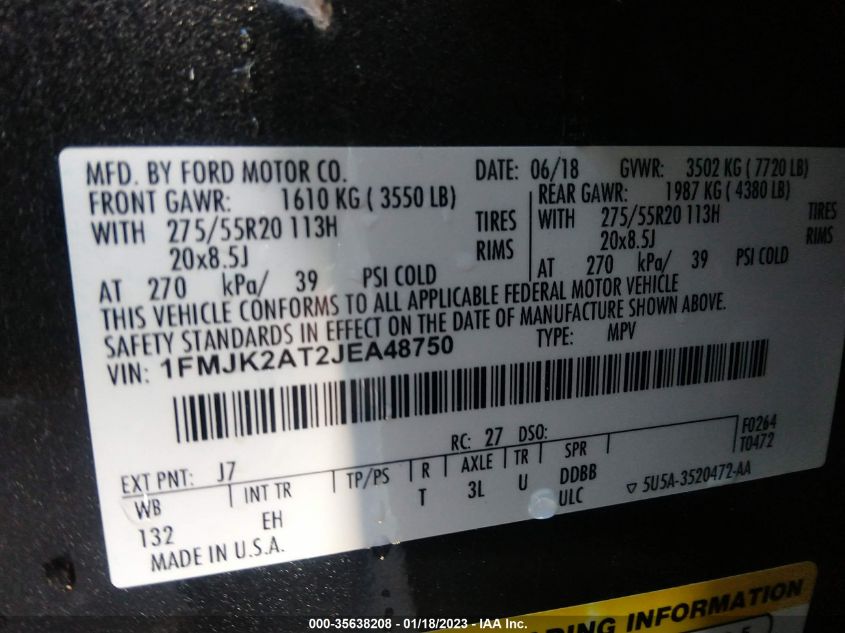 MFD. BY FORD MOTOR CO. DATE: 06/18 GVWR: 3502 KG ( 7720 LB)
FRONT GAWR: 1610 KG ( 3550 LB) REAR GAWR: 1987 KG ( 4380 LB)
WITH 275/55R20 113H TIRES WITH 275/55R20 113H TIRES
20x8.5J RIMS 20x8.5J RIMS
AT 270 kPa/ 39 PSI COLD AT 270 kPa/ 39 PSI COLD
THIS VEHICLE CONFORMS TO ALL APPLICABLE FEDERAL MOTOR VEHICLE
SAFETY STANDARDS IN EFFECT ON THE DATE OF MANUFACTURE SHOWN ABOVE.
VIN: 1FMJK2AT2JEA48750 TYPE: MPV
F0264
EXT PNT: J7 RC: 27 DSO: T0472
WB INT TR TP/PS R AXLE TR SPR
132 EH T 3L U DDBB
ULC ▽ 5U5A-3520472-AA
MADE IN U.S.A.
INFORMATION
000-35638208 - 01/18/2023 - IAA Inc.